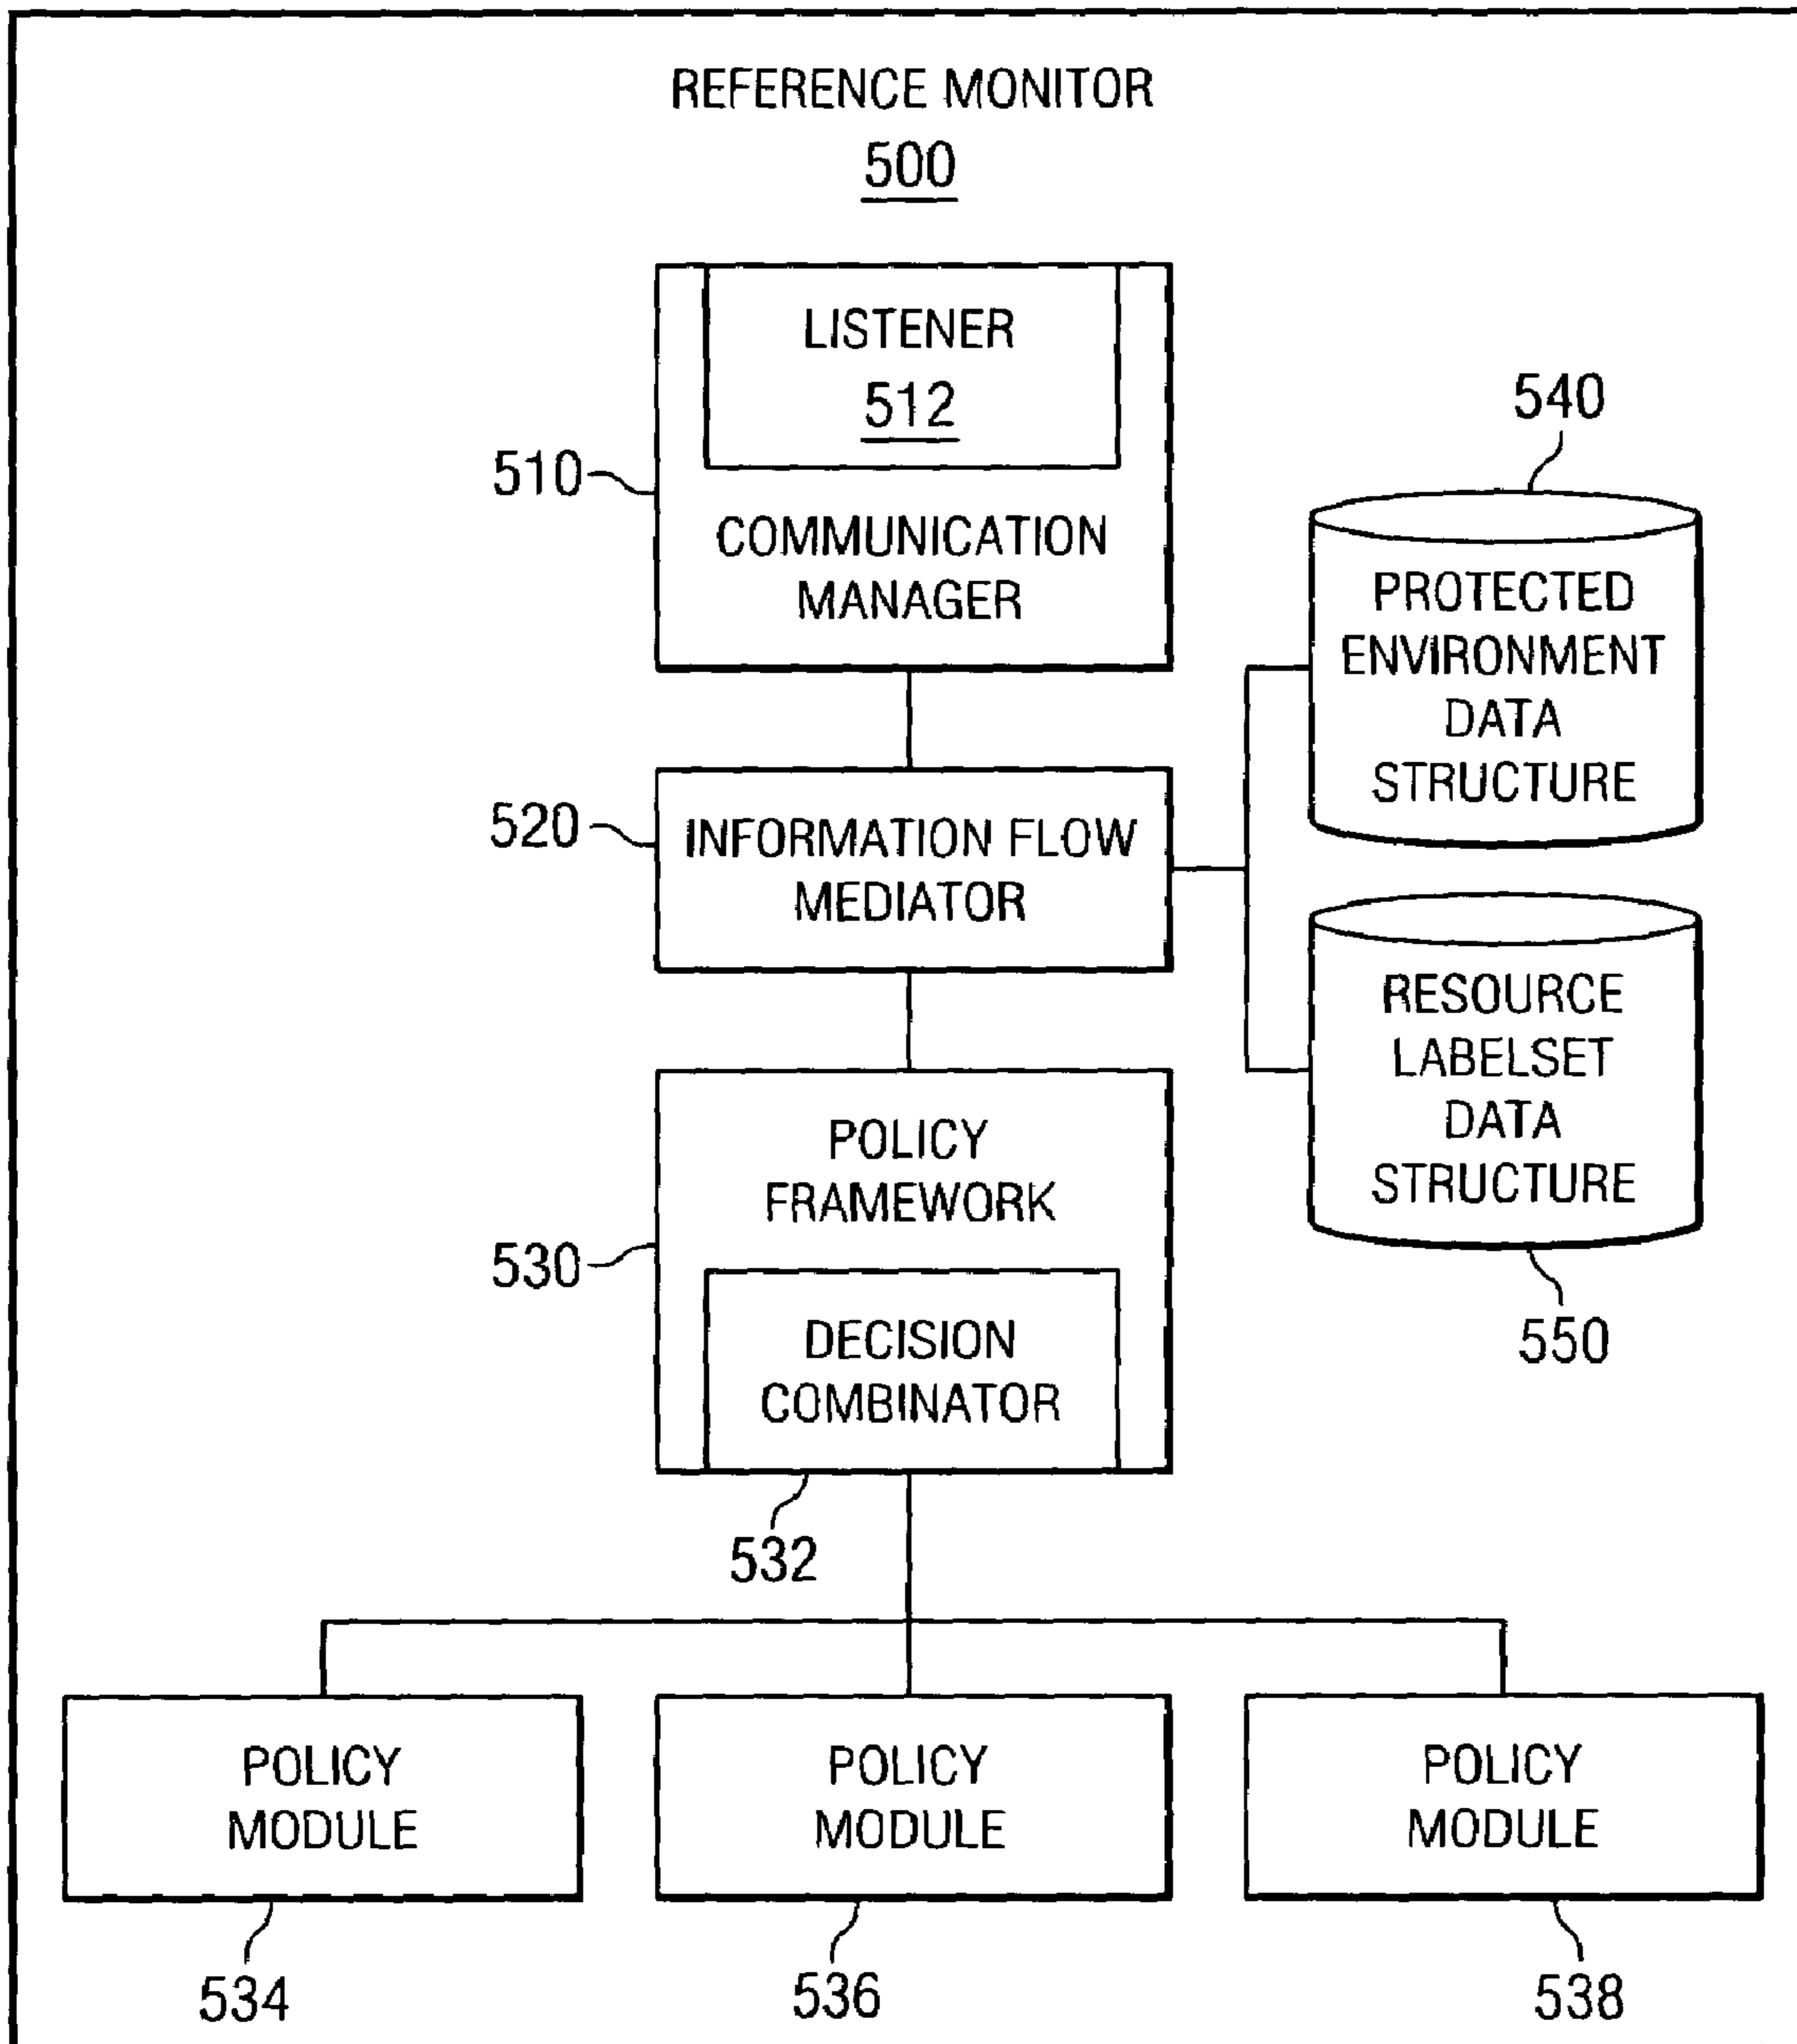 REFERENCE MONITOR
500
LISTENER
512
510
COMMUNICATION
MANAGER
540
PROTECTED
ENVIRONMENT
DATA
STRUCTURE
520
INFORMATION FLOW
MEDIATOR
RESOURCE
LABELSET
DATA
STRUCTURE
550
POLICY
FRAMEWORK
530
DECISION
COMBINATOR
532
POLICY
MODULE
534
POLICY
MODULE
536
POLICY
MODULE
538